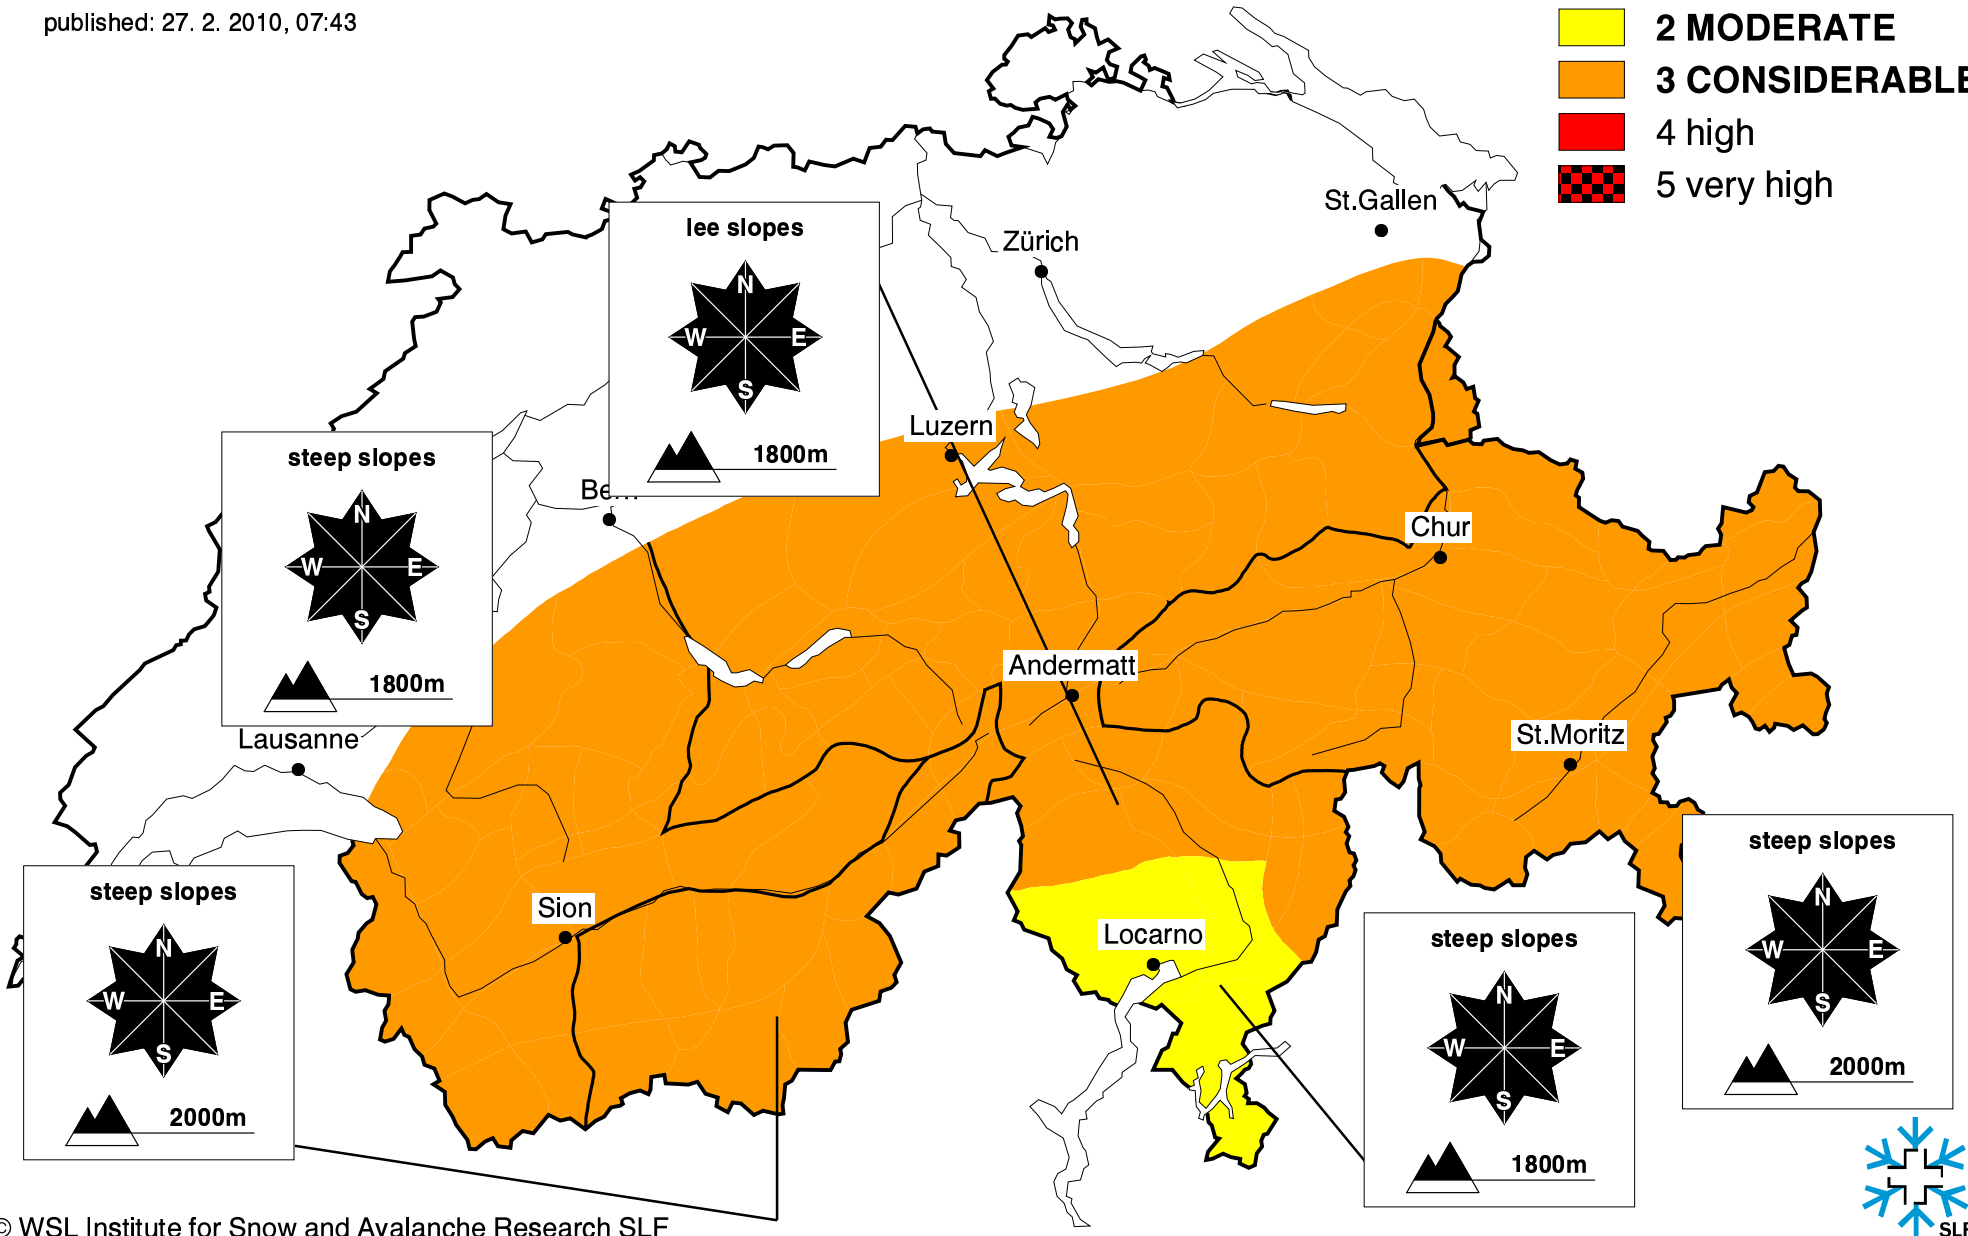 published: 27. 2. 2010, 07:43
2 MODERATE
3 CONSIDERABLE
4 high
5 very high
St.Gallen
Zürich
lee slopes
N
W E
S
1800m
Luzern
steep slopes
N
W E
S
1800m
Bern
Chur
Andermatt
Lausanne
St.Moritz
steep slopes
N
W E
S
2000m
Sion
Locarno
steep slopes
N
W E
S
1800m
steep slopes
N
W E
S
2000m
© WSL Institute for Snow and Avalanche Research SLF
SLF